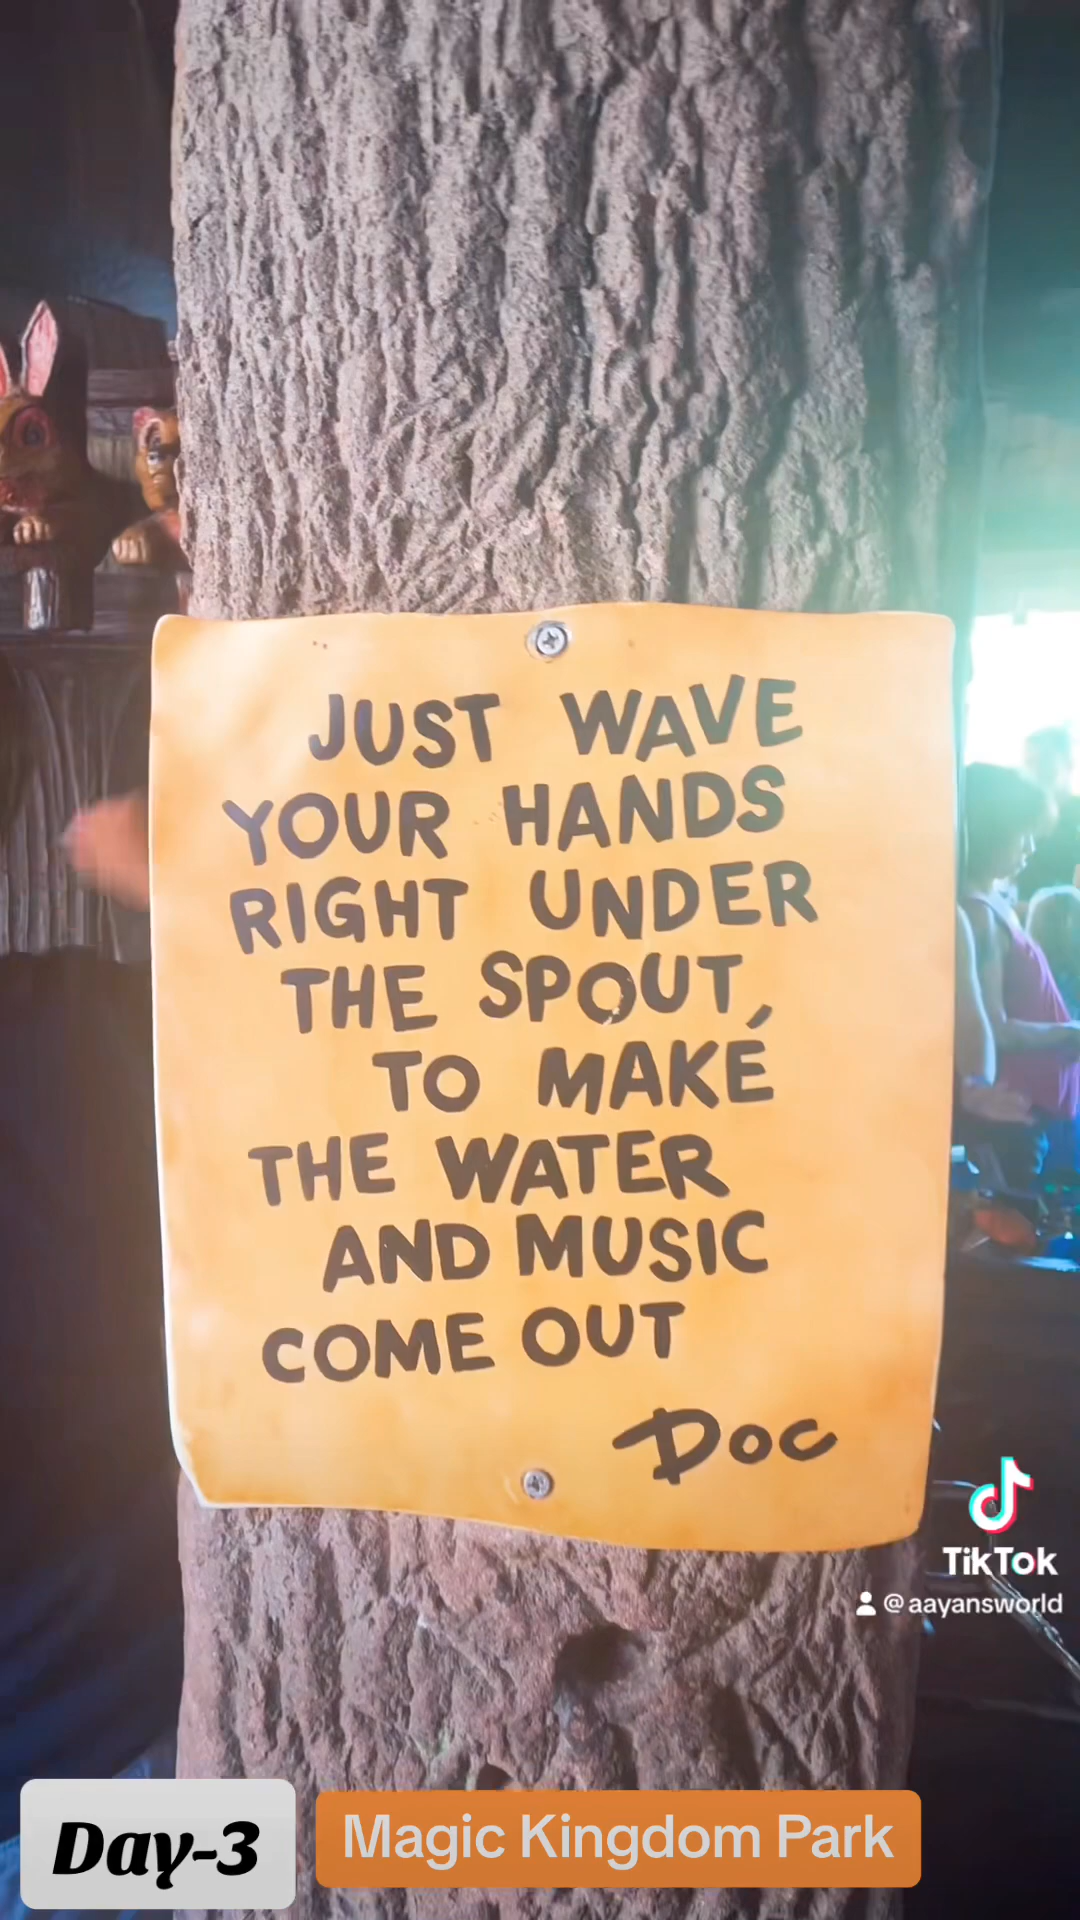 JUST WAVE
YOUR HANDS
RIGHT UNDER
THE SPOUT,
TO MAKE
THE WATER
AND MUSIC
COME OUT
Doc
TikTok
@aayansworld
Day-3
Magic Kingdom Park